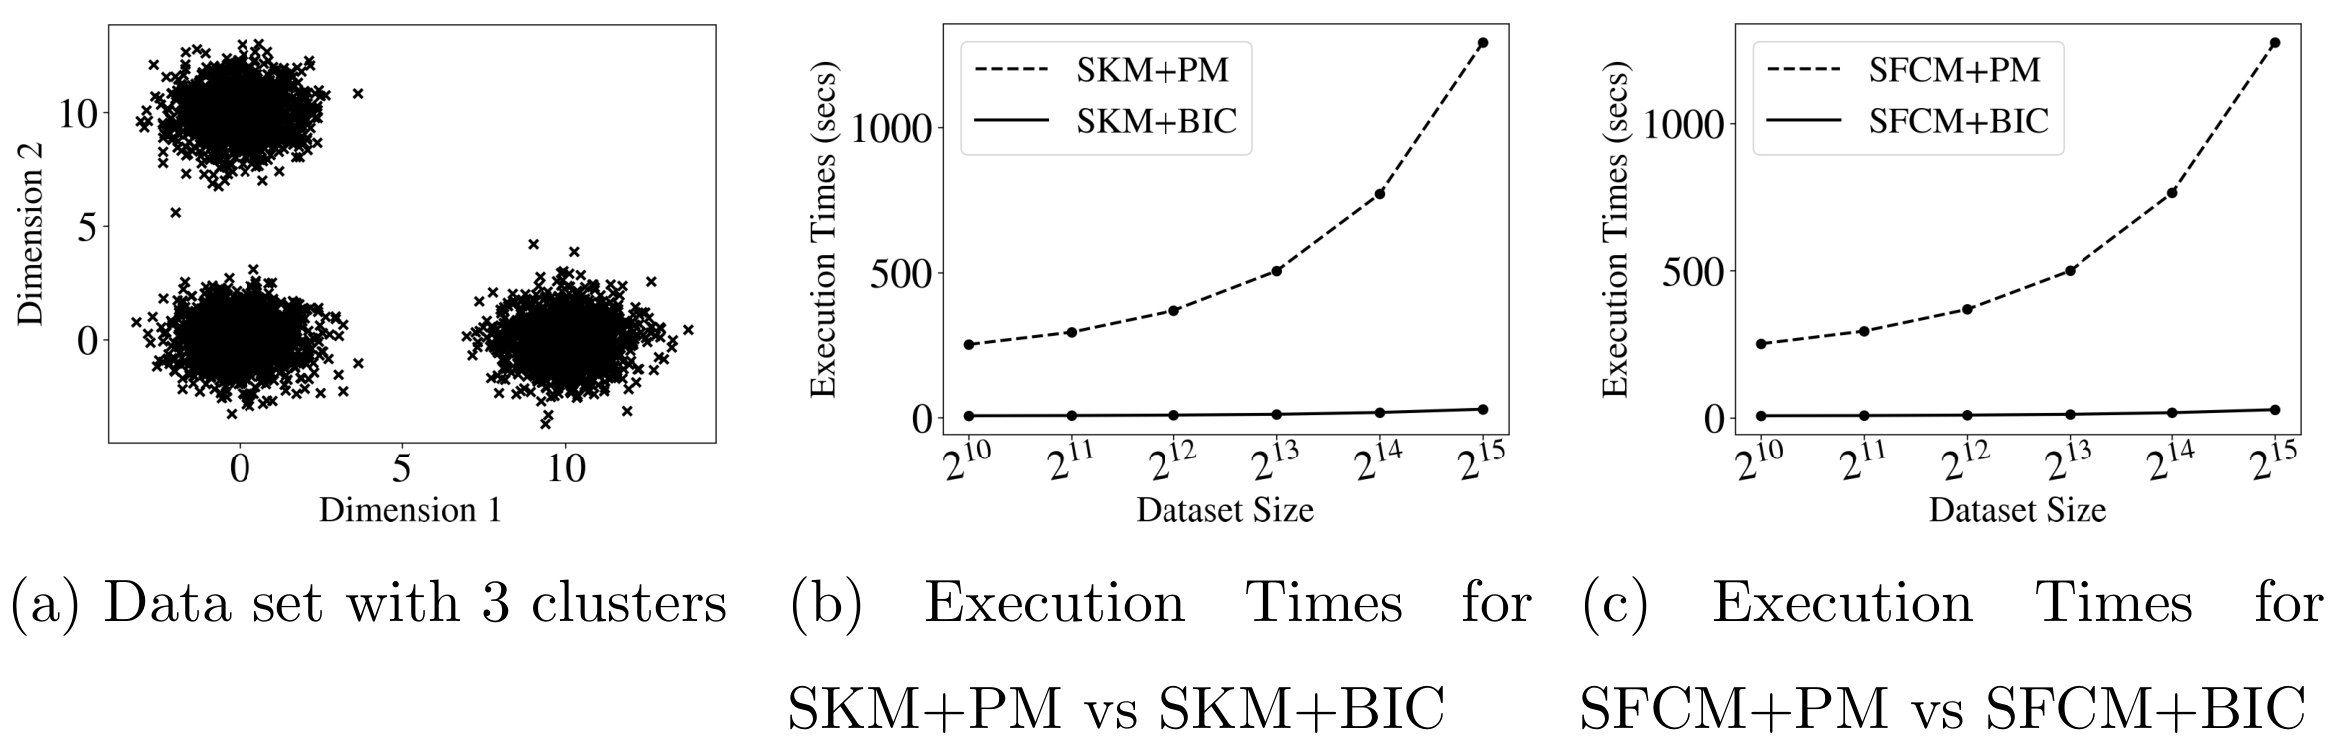 Dimension 2
10
5
0
0 5 10
Dimension 1
(a) Data set with 3 clusters
Execution Times (secs)
1000
500
0
SKM+PM
SKM+BIC
2^10 2^11 2^12 2^13 2^14 2^15
Dataset Size
(b) Execution Times for
SKM+PM vs SKM+BIC
Execution Times (secs)
1000
500
0
SFCM+PM
SFCM+BIC
2^10 2^11 2^12 2^13 2^14 2^15
Dataset Size
(c) Execution Times for
SFCM+PM vs SFCM+BIC